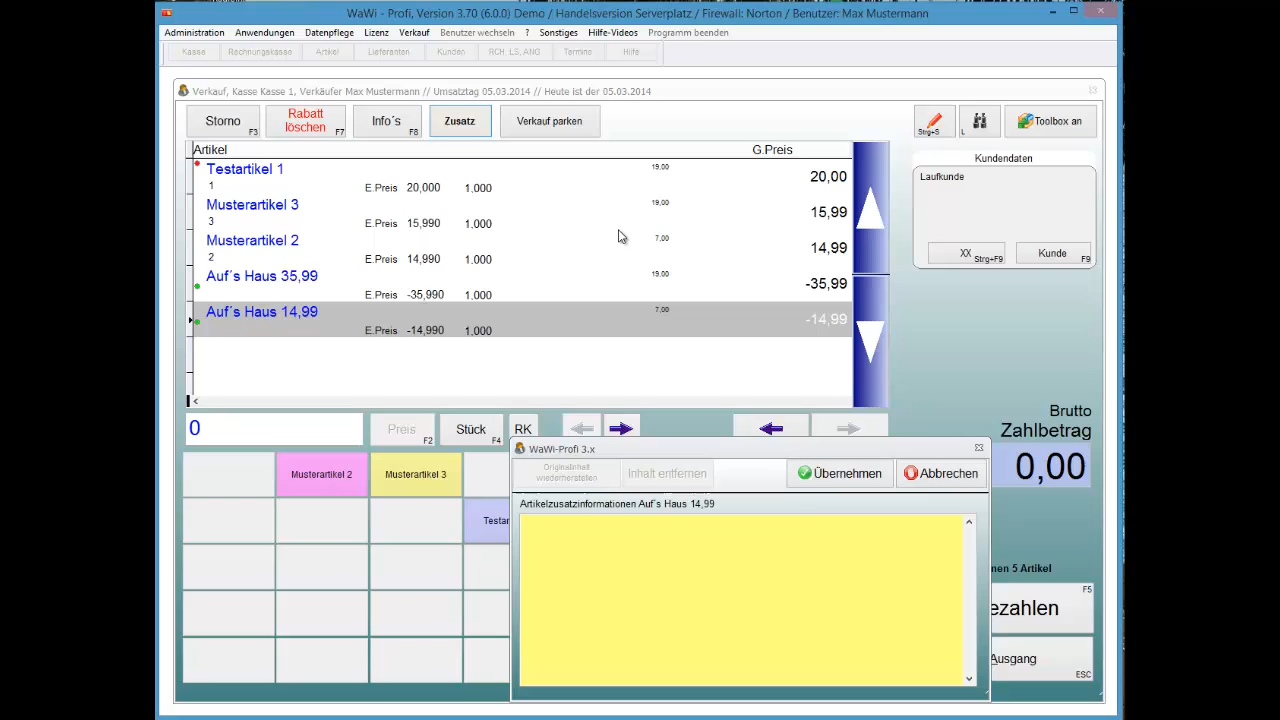 WaWi - Profi, Version 3.70 (6.0.0) Demo / Handelsversion Serverplatz / Firewall: Norton / Benutzer: Max Mustermann
Administration Anwendungen Datenpflege Lizenz Verkauf Benutzer wechseln ? Sonstiges Hilfe-Videos Programm beenden
Kasse Rechnungskasse Artikel Lieferanten Kunden RCH, LS, ANG Termine Hilfe
Verkauf, Kasse Kasse 1, Verkäufer Max Mustermann // Umsatztag 05.03.2014 // Heute ist der 05.03.2014
Storno F3 Rabatt löschen F7 Info´s F8 Zusatz Verkauf parken Strg+S L Toolbox an
Artikel G.Preis
Testartikel 1 19,00 20,00
1 E.Preis 20,000 1,000
Musterartikel 3 19,00 15,99
3 E.Preis 15,990 1,000
Musterartikel 2 7,00 14,99
2 E.Preis 14,990 1,000
Auf´s Haus 35,99 19,00 -35,99
E.Preis -35,990 1,000
Auf´s Haus 14,99 7,00 -14,99
E.Preis -14,990 1,000
<
Kundendaten
Laufkunde
XX Strg+F9 Kunde F9
Brutto
Zahlbetrag
0,00
0 Preis F2 Stück F4 RK
Musterartikel 2 Musterartikel 3
Testar
WaWi-Profi 3.x
Originalinhalt wiederherstellen Inhalt entfernen Übernehmen Abbrechen
Artikelzusatzinformationen Auf´s Haus 14,99
nen 5 Artikel
ezahlen F5
Ausgang ESC